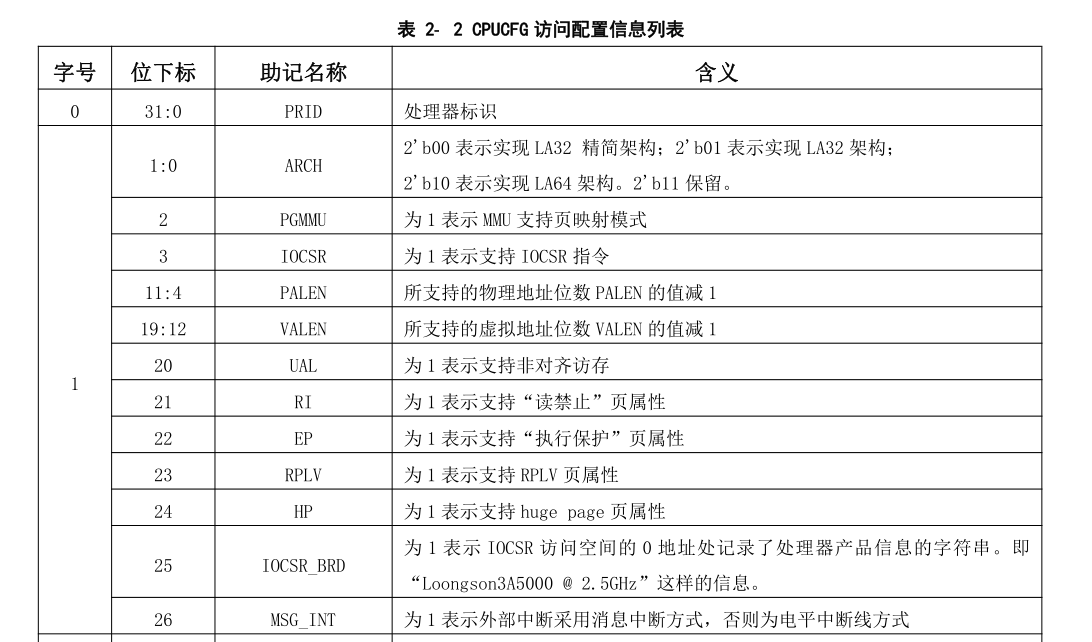 表 2- 2 CPUCFG 访问配置信息列表
字号 位下标 助记名称 含义
0 31:0 PRID 处理器标识
1:0 ARCH 2'b00 表示实现 LA32 精简架构；2'b01 表示实现 LA32 架构；
2'b10 表示实现 LA64 架构。2'b11 保留。
2 PGMMU 为 1 表示 MMU 支持页映射模式
3 IOCSR 为 1 表示支持 IOCSR 指令
11:4 PALEN 所支持的物理地址位数 PALEN 的值减 1
19:12 VALEN 所支持的虚拟地址位数 VALEN 的值减 1
20 UAL 为 1 表示支持非对齐访存
1
21 RI 为 1 表示支持“读禁止”页属性
22 EP 为 1 表示支持“执行保护”页属性
23 RPLV 为 1 表示支持 RPLV 页属性
24 HP 为 1 表示支持 huge page 页属性
25 IOCSR_BRD 为 1 表示 IOCSR 访问空间的 0 地址处记录了处理器产品信息的字符串。即
“Loongson3A5000 @ 2.5GHz”这样的信息。
26 MSG_INT 为 1 表示外部中断采用消息中断方式，否则为电平中断线方式